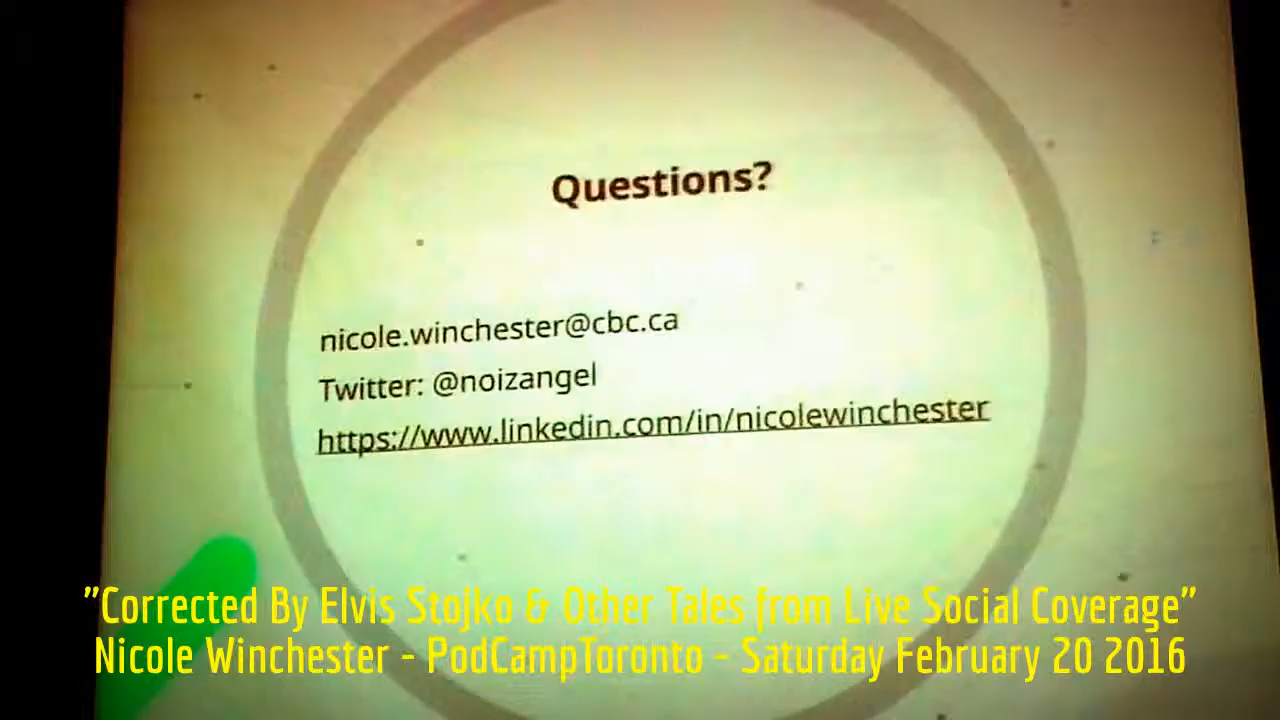 Questions?
nicole.winchester@cbc.ca
Twitter: @noizangel
https://www.linkedin.com/in/nicolewinchester
"Corrected By Elvis Stojko & Other Tales from Live Social Coverage"
Nicole Winchester - PodCampToronto - Saturday February 20 2016